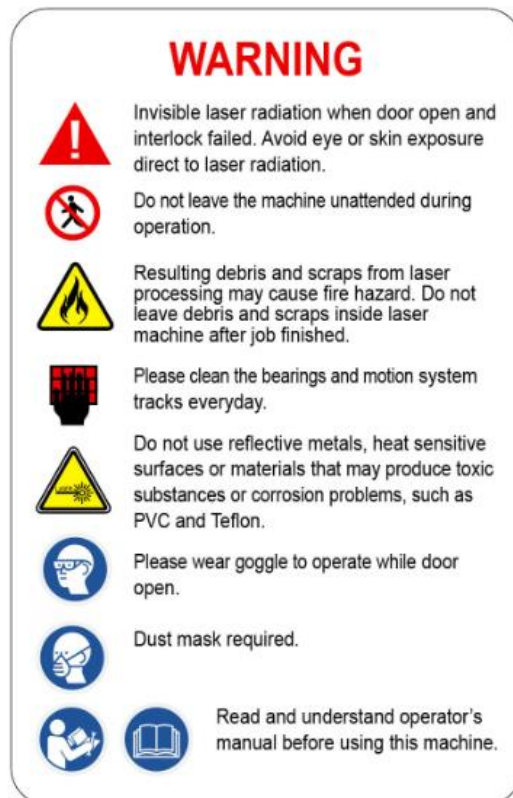 WARNING
Invisible laser radiation when door open and
interlock failed. Avoid eye or skin exposure
direct to laser radiation.
Do not leave the machine unattended during
operation.
Resulting debris and scraps from laser
processing may cause fire hazard. Do not
leave debris and scraps inside laser
machine after job finished.
Please clean the bearings and motion system
tracks everyday.
Do not use reflective metals, heat sensitive
surfaces or materials that may produce toxic
substances or corrosion problems, such as
PVC and Teflon.
Please wear goggle to operate while door
open.
Dust mask required.
Read and understand operator's
manual before using this machine.